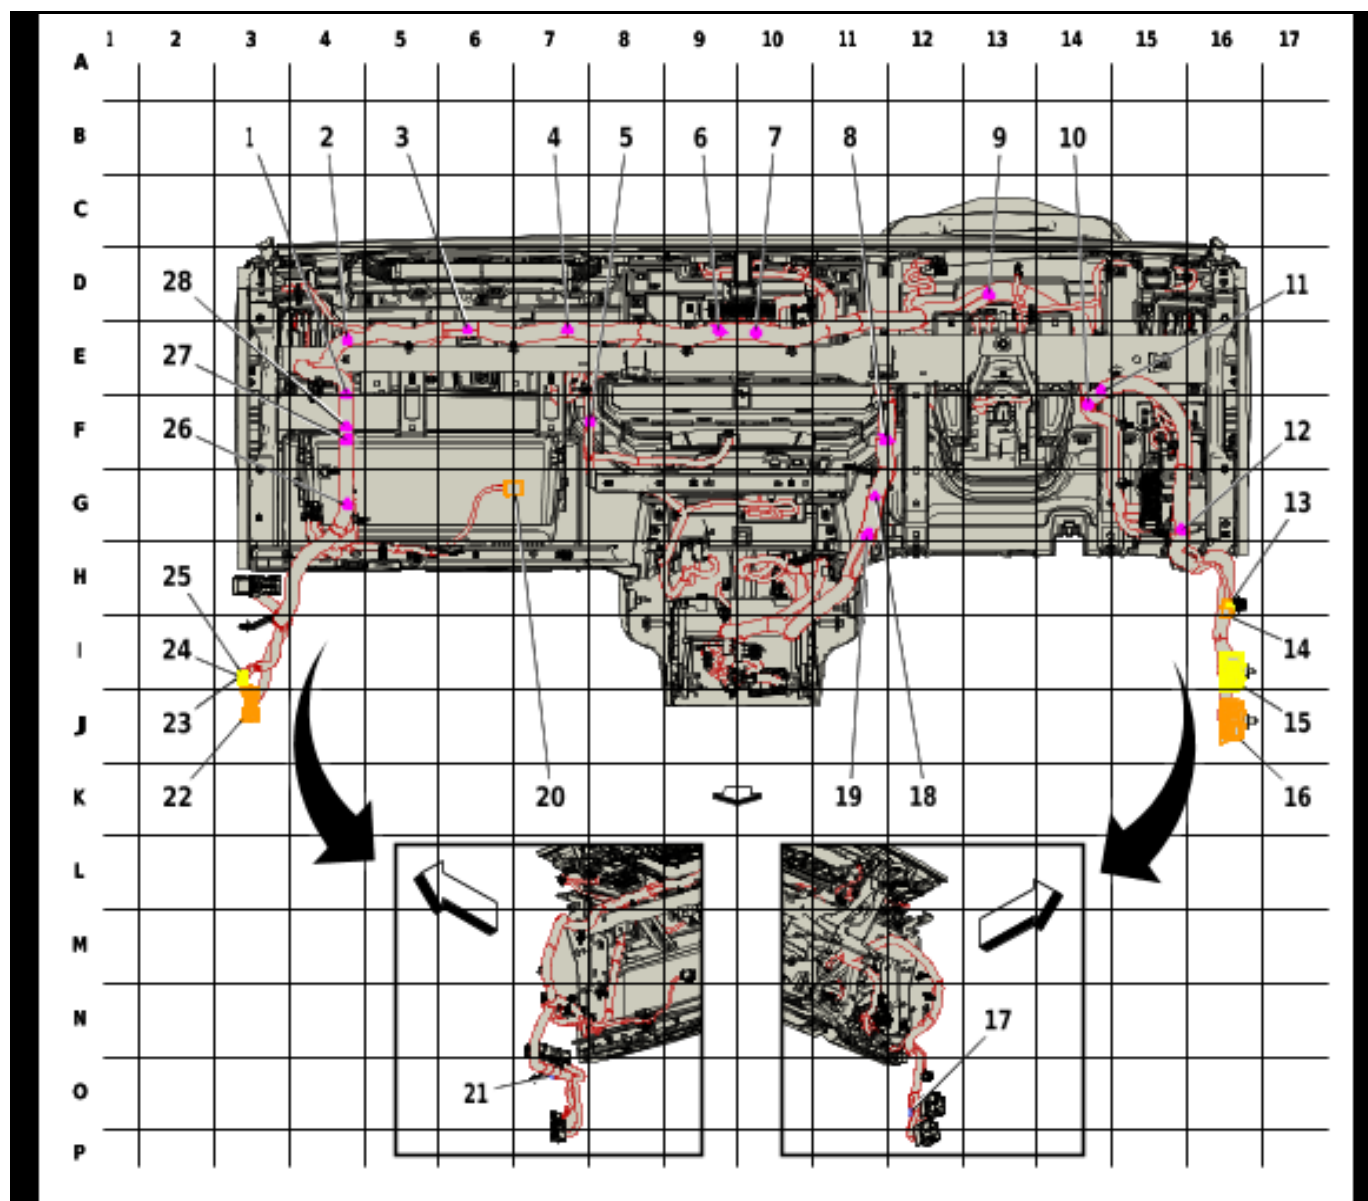 1 2 3 4 5 6 7 8 9 10 11 12 13 14 15 16 17
A
B 1 2 3 4 5 6 7 8 9 10
C
D 28 11
E 27
F 26 12
G 13
H 25
I 24 14
J 23 15
K 22 20 19 18 16
L
M
N 17
O 21
P